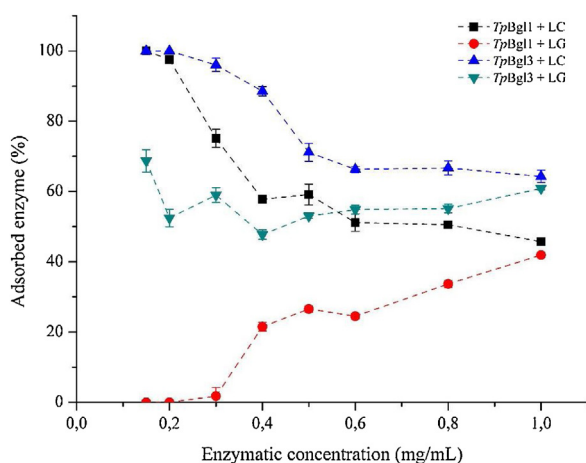 TpBgl1 + LC
TpBgl1 + LG
TpBgl3 + LC
TpBgl3 + LG
100
80
60
40
20
0
Adsorbed enzyme (%)
0,0
0,2
0,4
0,6
0,8
1,0
Enzymatic concentration (mg/mL)